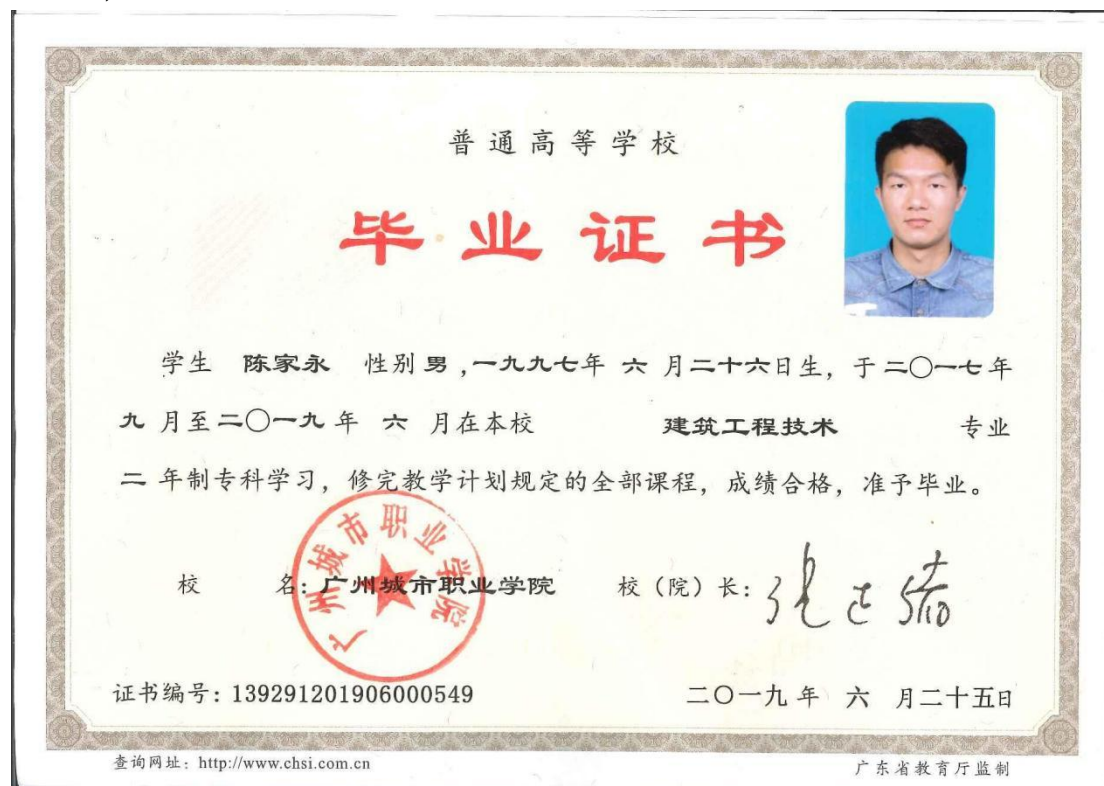 普通高等学校
毕业证书
学生 陈家永 性别 男,一九九七年 六 月二十六日生,于二〇一七年
九 月至二〇一九 年 六 月在本校 建筑工程技术 专业
二 年制专科学习,修完教学计划规定的全部课程,成绩合格,准予毕业。
广州城市职业学院
校 名:广州城市职业学院 校(院)长:
证书编号:139291201906000549 二〇一九 年 六 月二十五日
查询网址:http://www.chsi.com.cn 广东省教育厅监制